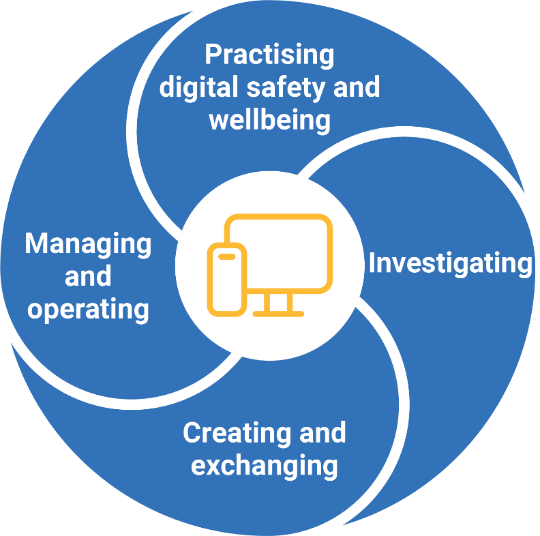 Practising
digital safety and
wellbeing
Investigating
Creating and
exchanging
Managing
and
operating